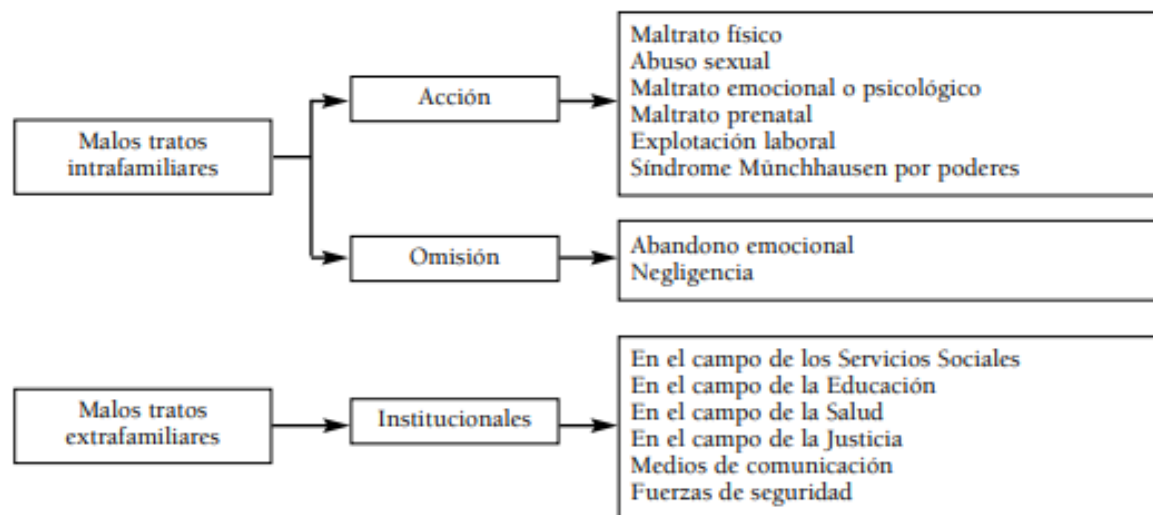 Malos tratos
intrafamiliares
Acción
Maltrato físico
Abuso sexual
Maltrato emocional o psicológico
Maltrato prenatal
Explotación laboral
Síndrome Münchhausen por poderes
Omisión
Abandono emocional
Negligencia
Malos tratos
extrafamiliares
Institucionales
En el campo de los Servicios Sociales
En el campo de la Educación
En el campo de la Salud
En el campo de la Justicia
Medios de comunicación
Fuerzas de seguridad